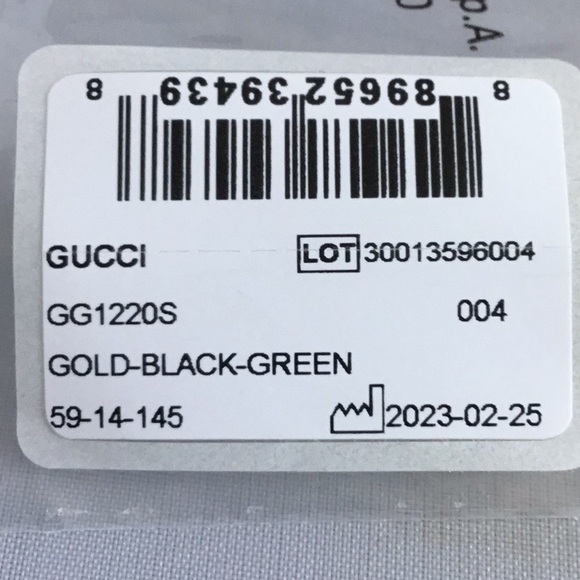 p.A.
8 89652 39439 8
GUCCI LOT 30013596004
GG1220S 004
GOLD-BLACK-GREEN
59-14-145 2023-02-25